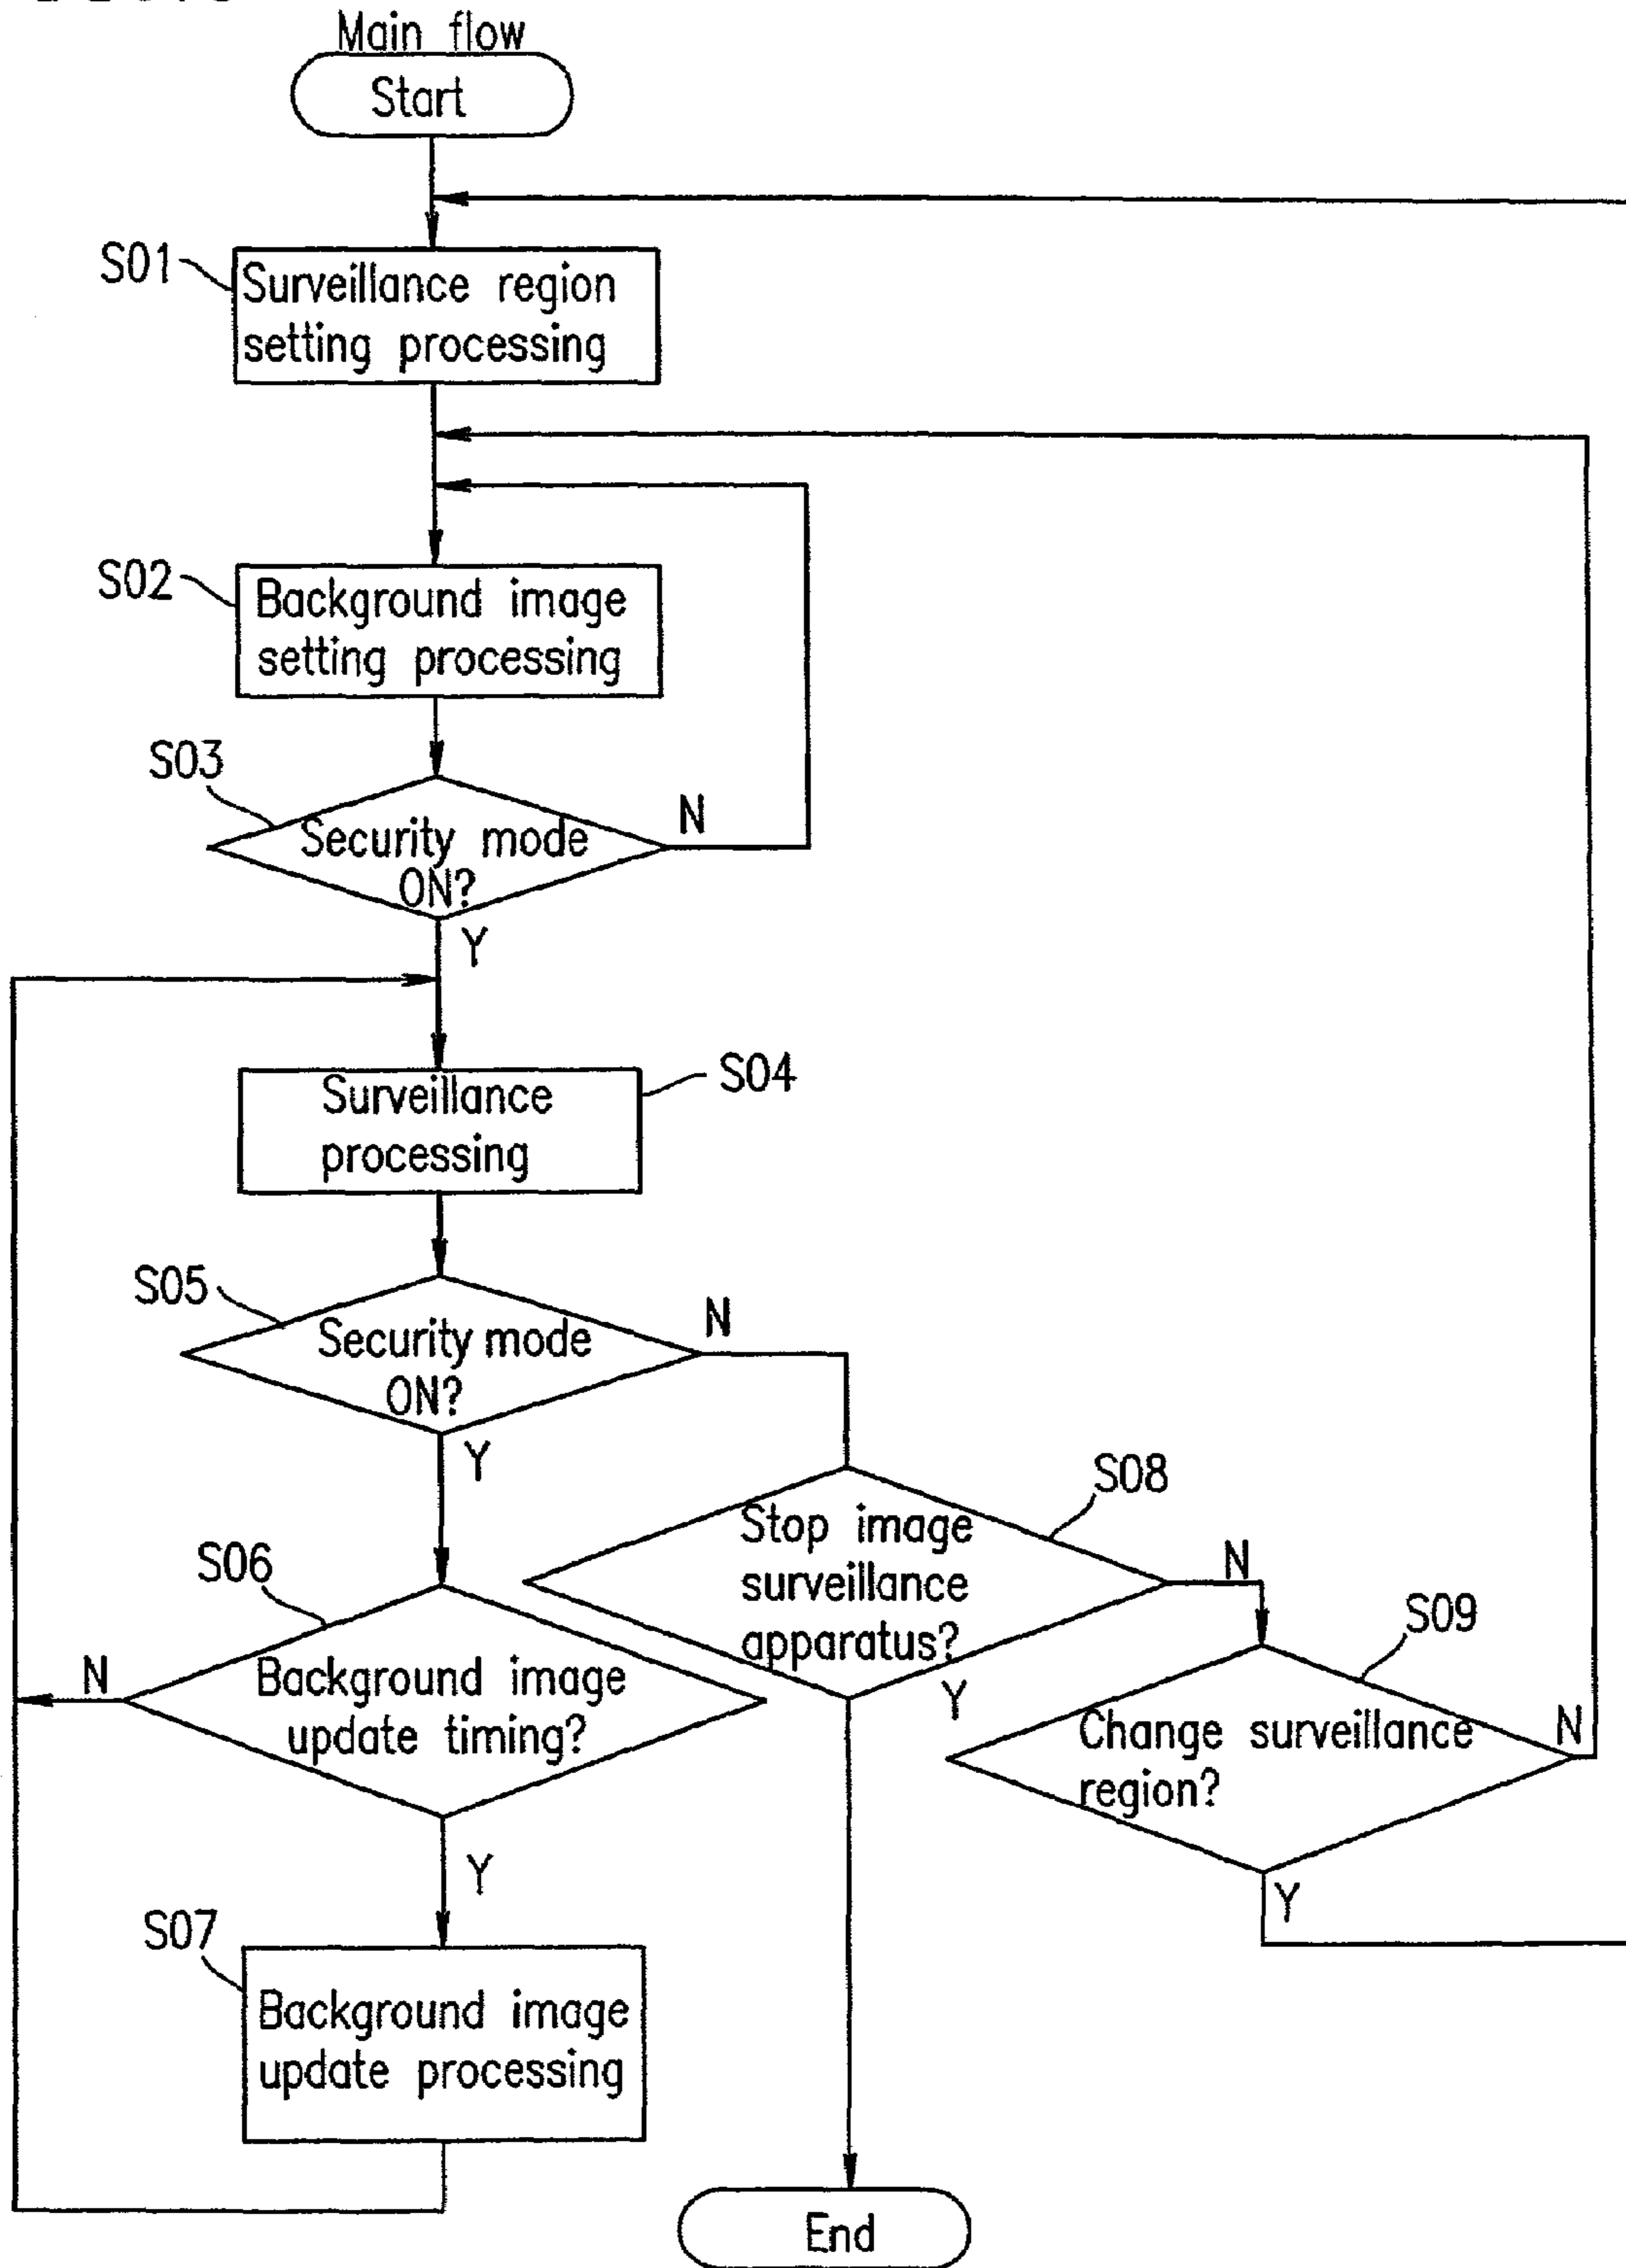 Main flow
Start
S01
Surveillance region
setting processing
S02
Background image
setting processing
S03
Security mode
ON?
N
Y
Surveillance
processing
S04
S05
Security mode
ON?
N
Y
S08
Stop image
surveillance
apparatus?
N
Y
S06
Background image
update timing?
N
Y
S09
Change surveillance
region?
N
Y
S07
Background image
update processing
End